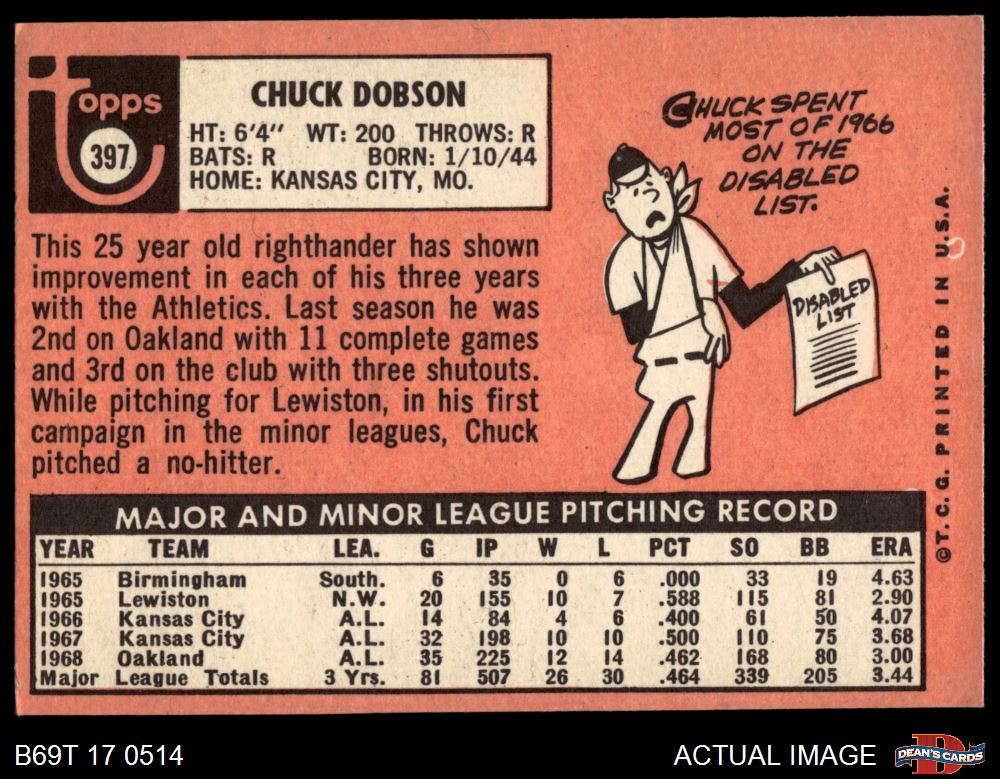 Topps
397
CHUCK DOBSON
HT: 6'4" WT: 200 THROWS: R
BATS: R BORN: 1/10/44
HOME: KANSAS CITY, MO.
CHUCK SPENT
MOST OF 1966
ON THE
DISABLED
LIST.
DISABLED
LIST
This 25 year old righthander has shown
improvement in each of his three years
with the Athletics. Last season he was
2nd on Oakland with 11 complete games
and 3rd on the club with three shutouts.
While pitching for Lewiston, in his first
campaign in the minor leagues, Chuck
pitched a no-hitter.
©T. C. G. PRINTED IN U.S.A.
MAJOR AND MINOR LEAGUE PITCHING RECORD
YEAR TEAM LEA. G IP W L PCT SO BB ERA
1965 Birmingham South. 6 35 0 6 .000 33 19 4.63
1965 Lewiston N.W. 20 155 10 7 .588 115 81 2.90
1966 Kansas City A.L. 14 84 4 6 .400 61 50 4.07
1967 Kansas City A.L. 32 198 10 10 .500 110 75 3.68
1968 Oakland A.L. 35 225 12 14 .462 168 80 3.00
Major League Totals 3 Yrs. 81 507 26 30 .464 339 205 3.44
B69T 17 0514 ACTUAL IMAGE
DEAN'S CARDS